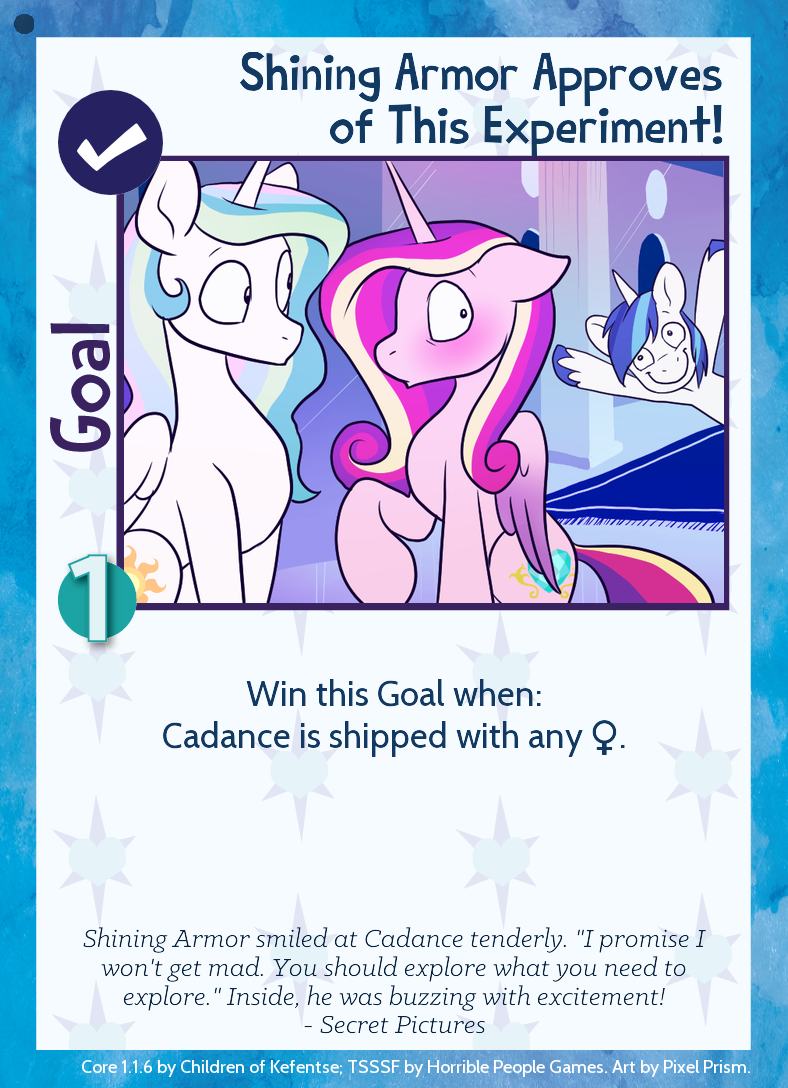 Shining Armor Approves
of This Experiment!
Goal
1
Win this Goal when:
Cadance is shipped with any ♀.
Shining Armor smiled at Cadance tenderly. "I promise I
won't get mad. You should explore what you need to
explore." Inside, he was buzzing with excitement!
- Secret Pictures
Core 1.1.6 by Children of Kefentse; TSSSF by Horrible People Games. Art by Pixel Prism.